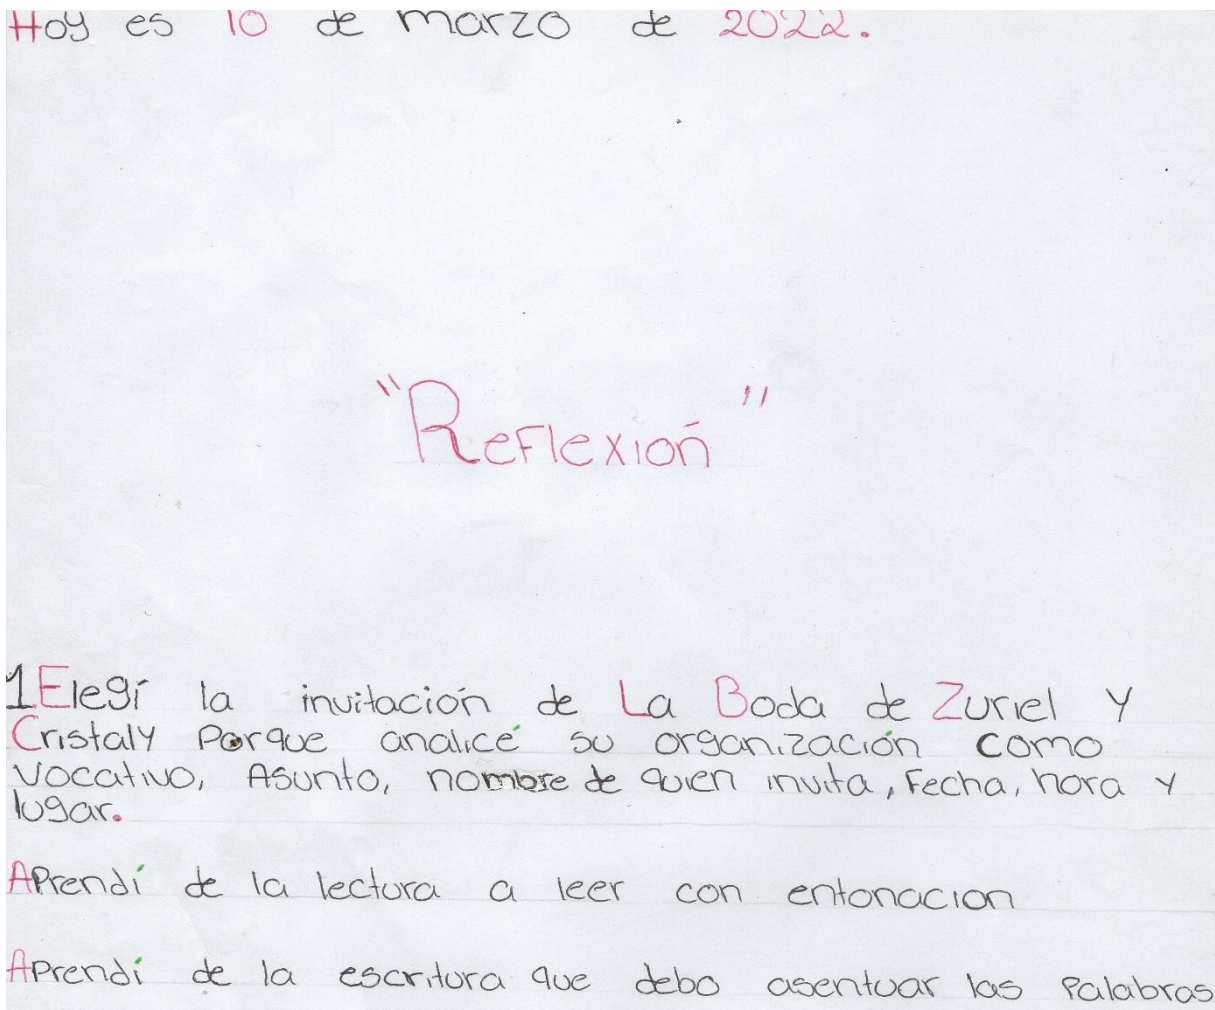 Hoy es 10 de marzo de 2022.
"Reflexión"
1 Elegí la invitación de La Boda de Zuriel y
Cristaly Porque analicé su organización como
vocativo, Asunto, nombre de quien invita, Fecha, hora y
lugar.
Aprendí de la lectura a leer con entonacion
Aprendí de la escritura que debo asentuar las palabras